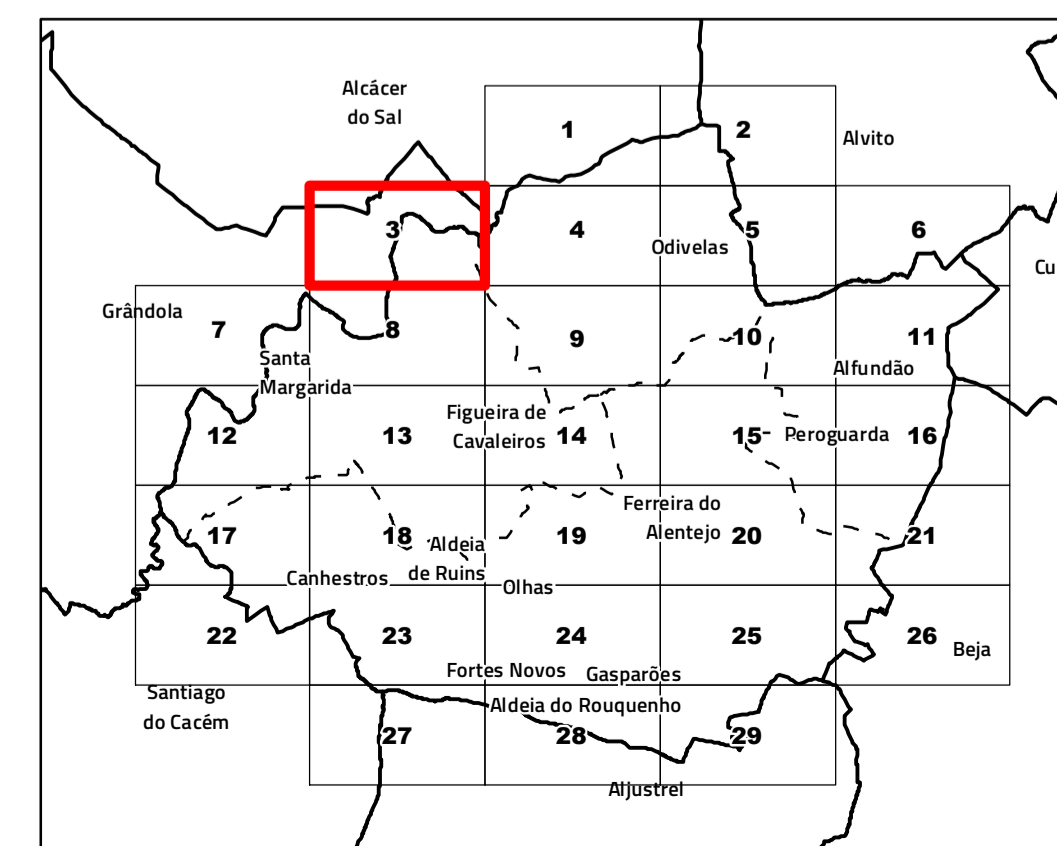 Alcácer
do Sal
1
2
Alvito
3
4
Odivelas
5
6
Cu
Grândola
7
8
9
10
11
Santa
Margarida
Alfundão
12
13
Figueira de
Cavaleiros
14
15
Peroguarda
16
17
18
Aldeia
de Ruins
19
Ferreira do
Alentejo
20
21
Canhestros
Olhas
22
23
24
25
26
Beja
Fortes Novos
Gasparões
Santiago
do Cacém
Aldeia do Rouquenho
27
28
29
Aljustrel